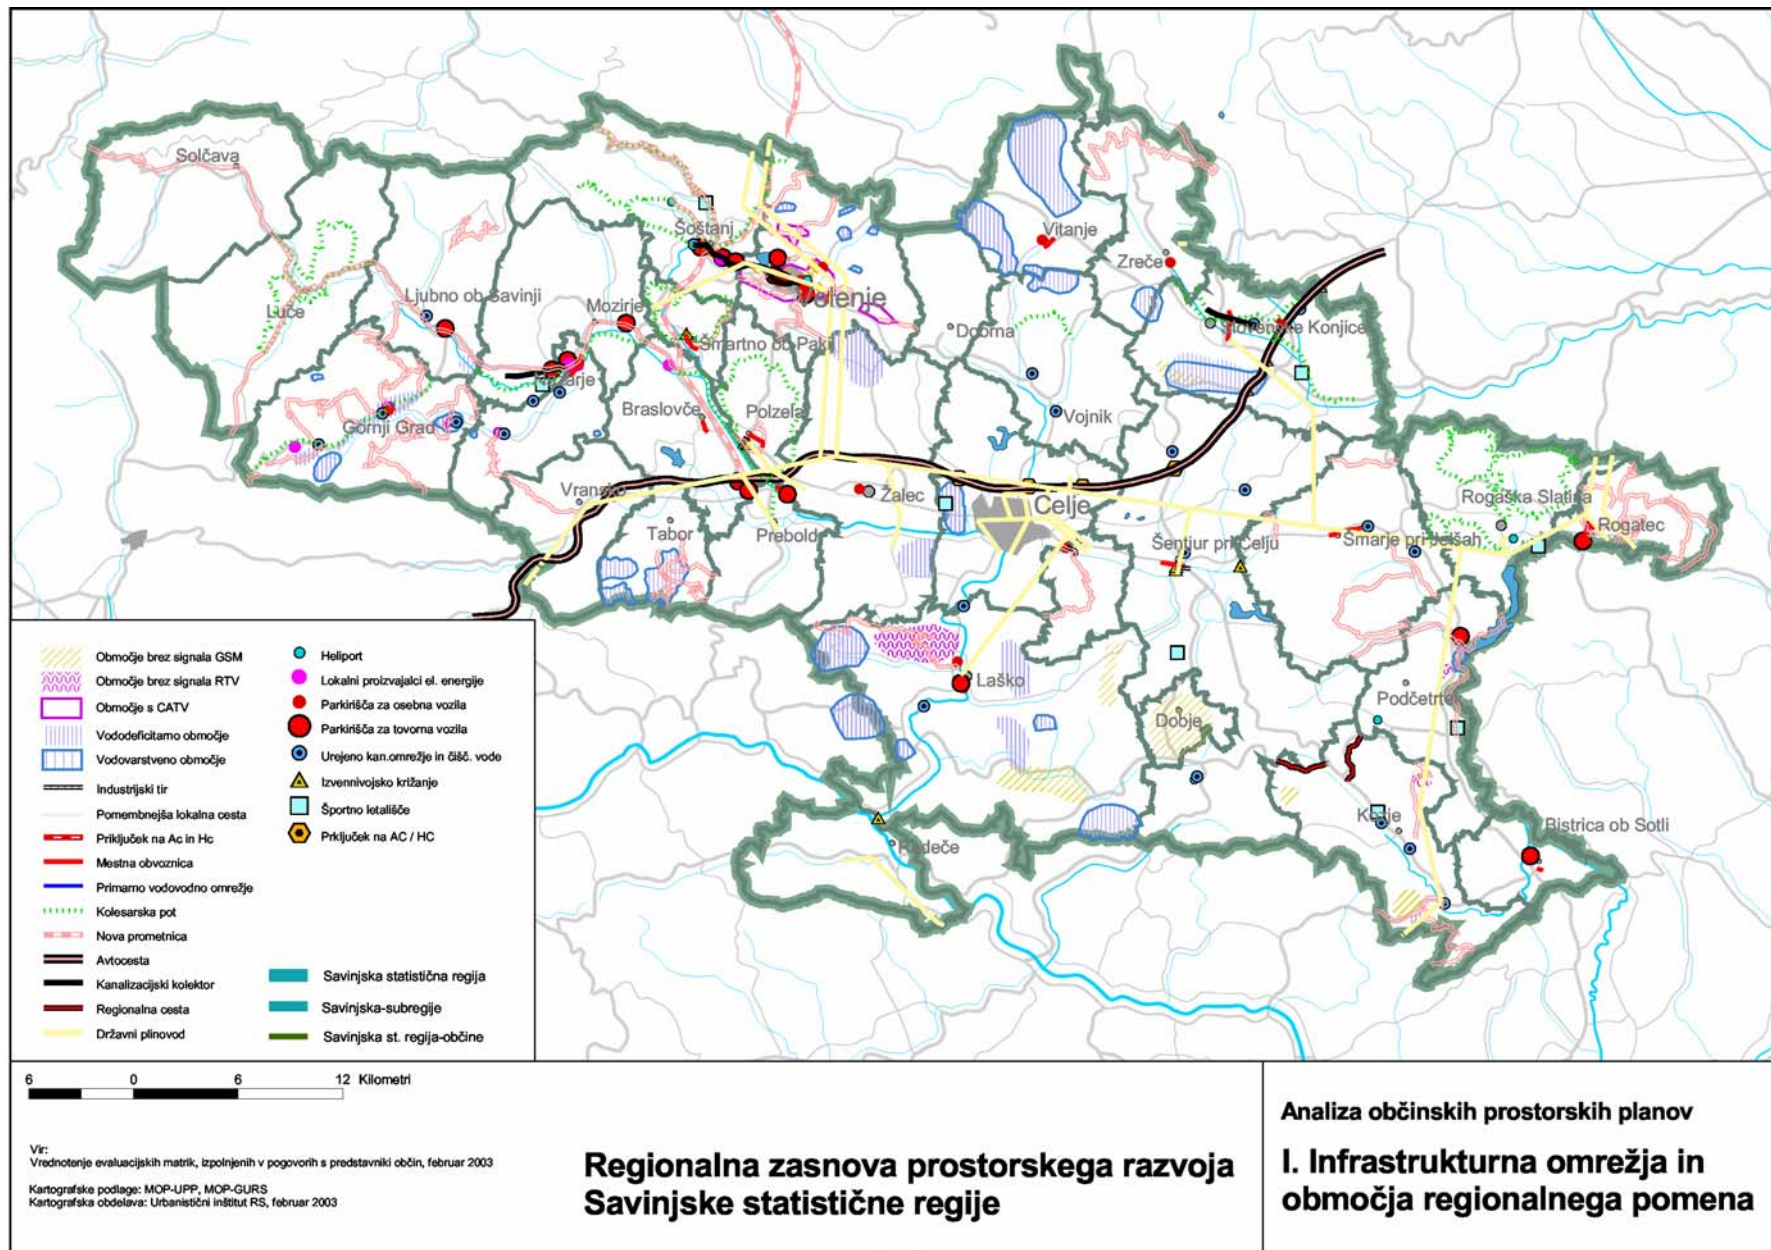 Solčava
Šoštanj
Vitanje
Zreče
Velenje
Ljubno ob Savinji
Mozirje
Luče
Slovenske Konjice
Dobrna
Šmartno ob Paki
Nazarje
Braslovče
Polzela
Vojnik
Gornji Grad
Vransko
Žalec
Celje
Rogaška Slatina
Rogatec
Tabor
Prebold
Šentjur pri Celju
Šmarje pri Jelšah
Laško
Podčetrtek
Dobje
Kozje
Bistrica ob Sotli
Radeče
Območje brez signala GSM
Območje brez signala RTV
Območje s CATV
Vododeficitarno območje
Vodovarstveno območje
Industrijski tir
Pomembnejša lokalna cesta
Priključek na Ac in Hc
Mestna obvoznica
Primarno vodovodno omrežje
Kolesarska pot
Nova prometnica
Avtocesta
Kanalizacijski kolektor
Regionalna cesta
Državni plinovod
Heliport
Lokalni proizvajalci el. energije
Parkirišča za osebna vozila
Parkirišča za tovorna vozila
Urejeno kan.omrežje in čišč. vode
Izvennivojsko križanje
Športno letališče
Prključek na AC / HC
Savinjska statistična regija
Savinjska-subregije
Savinjska st. regija-občine
6 0 6 12 Kilometri
Vir:
Vrednotenje evaluacijskih matrik, izpolnjenih v pogovorih s predstavniki občin, februar 2003
Kartografske podlage: MOP-UPP, MOP-GURS
Kartografska obdelava: Urbanistični inštitut RS, februar 2003
Regionalna zasnova prostorskega razvoja
Savinjske statistične regije
Analiza občinskih prostorskih planov
I. Infrastrukturna omrežja in
območja regionalnega pomena